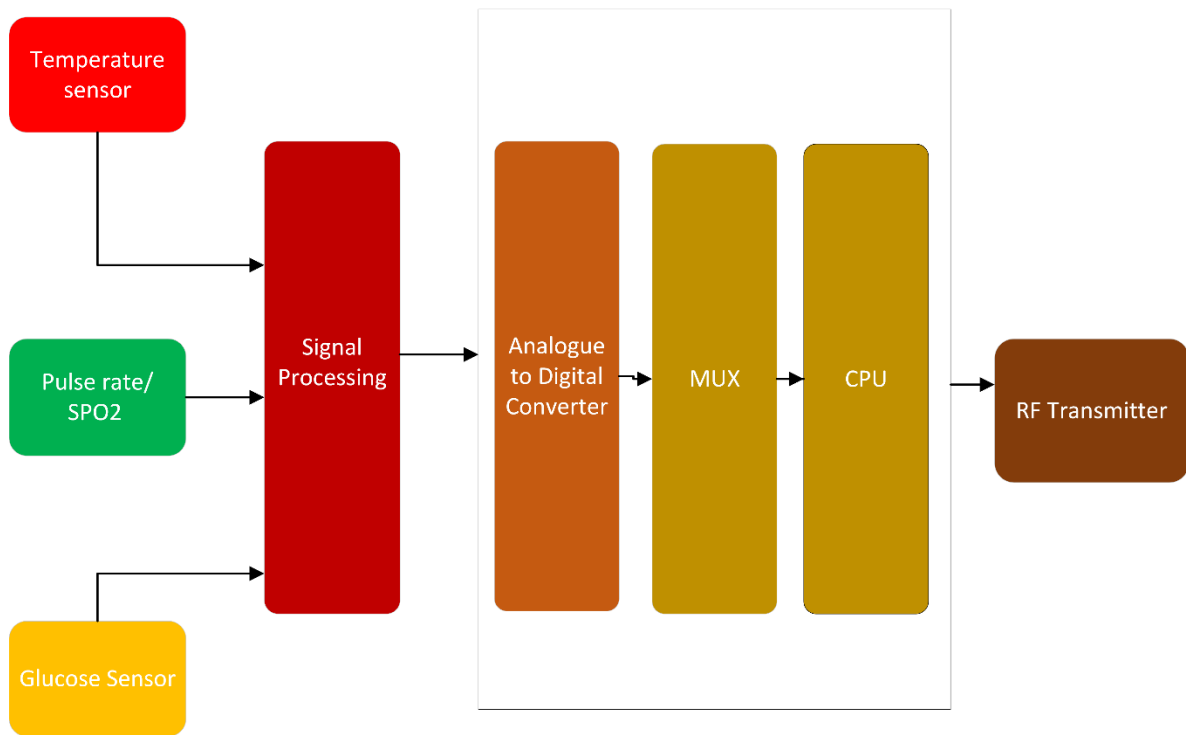 Temperature
sensor
Pulse rate/
SPO2
Glucose Sensor
Signal
Processing
Analogue
to Digital
Converter
MUX
CPU
RF Transmitter